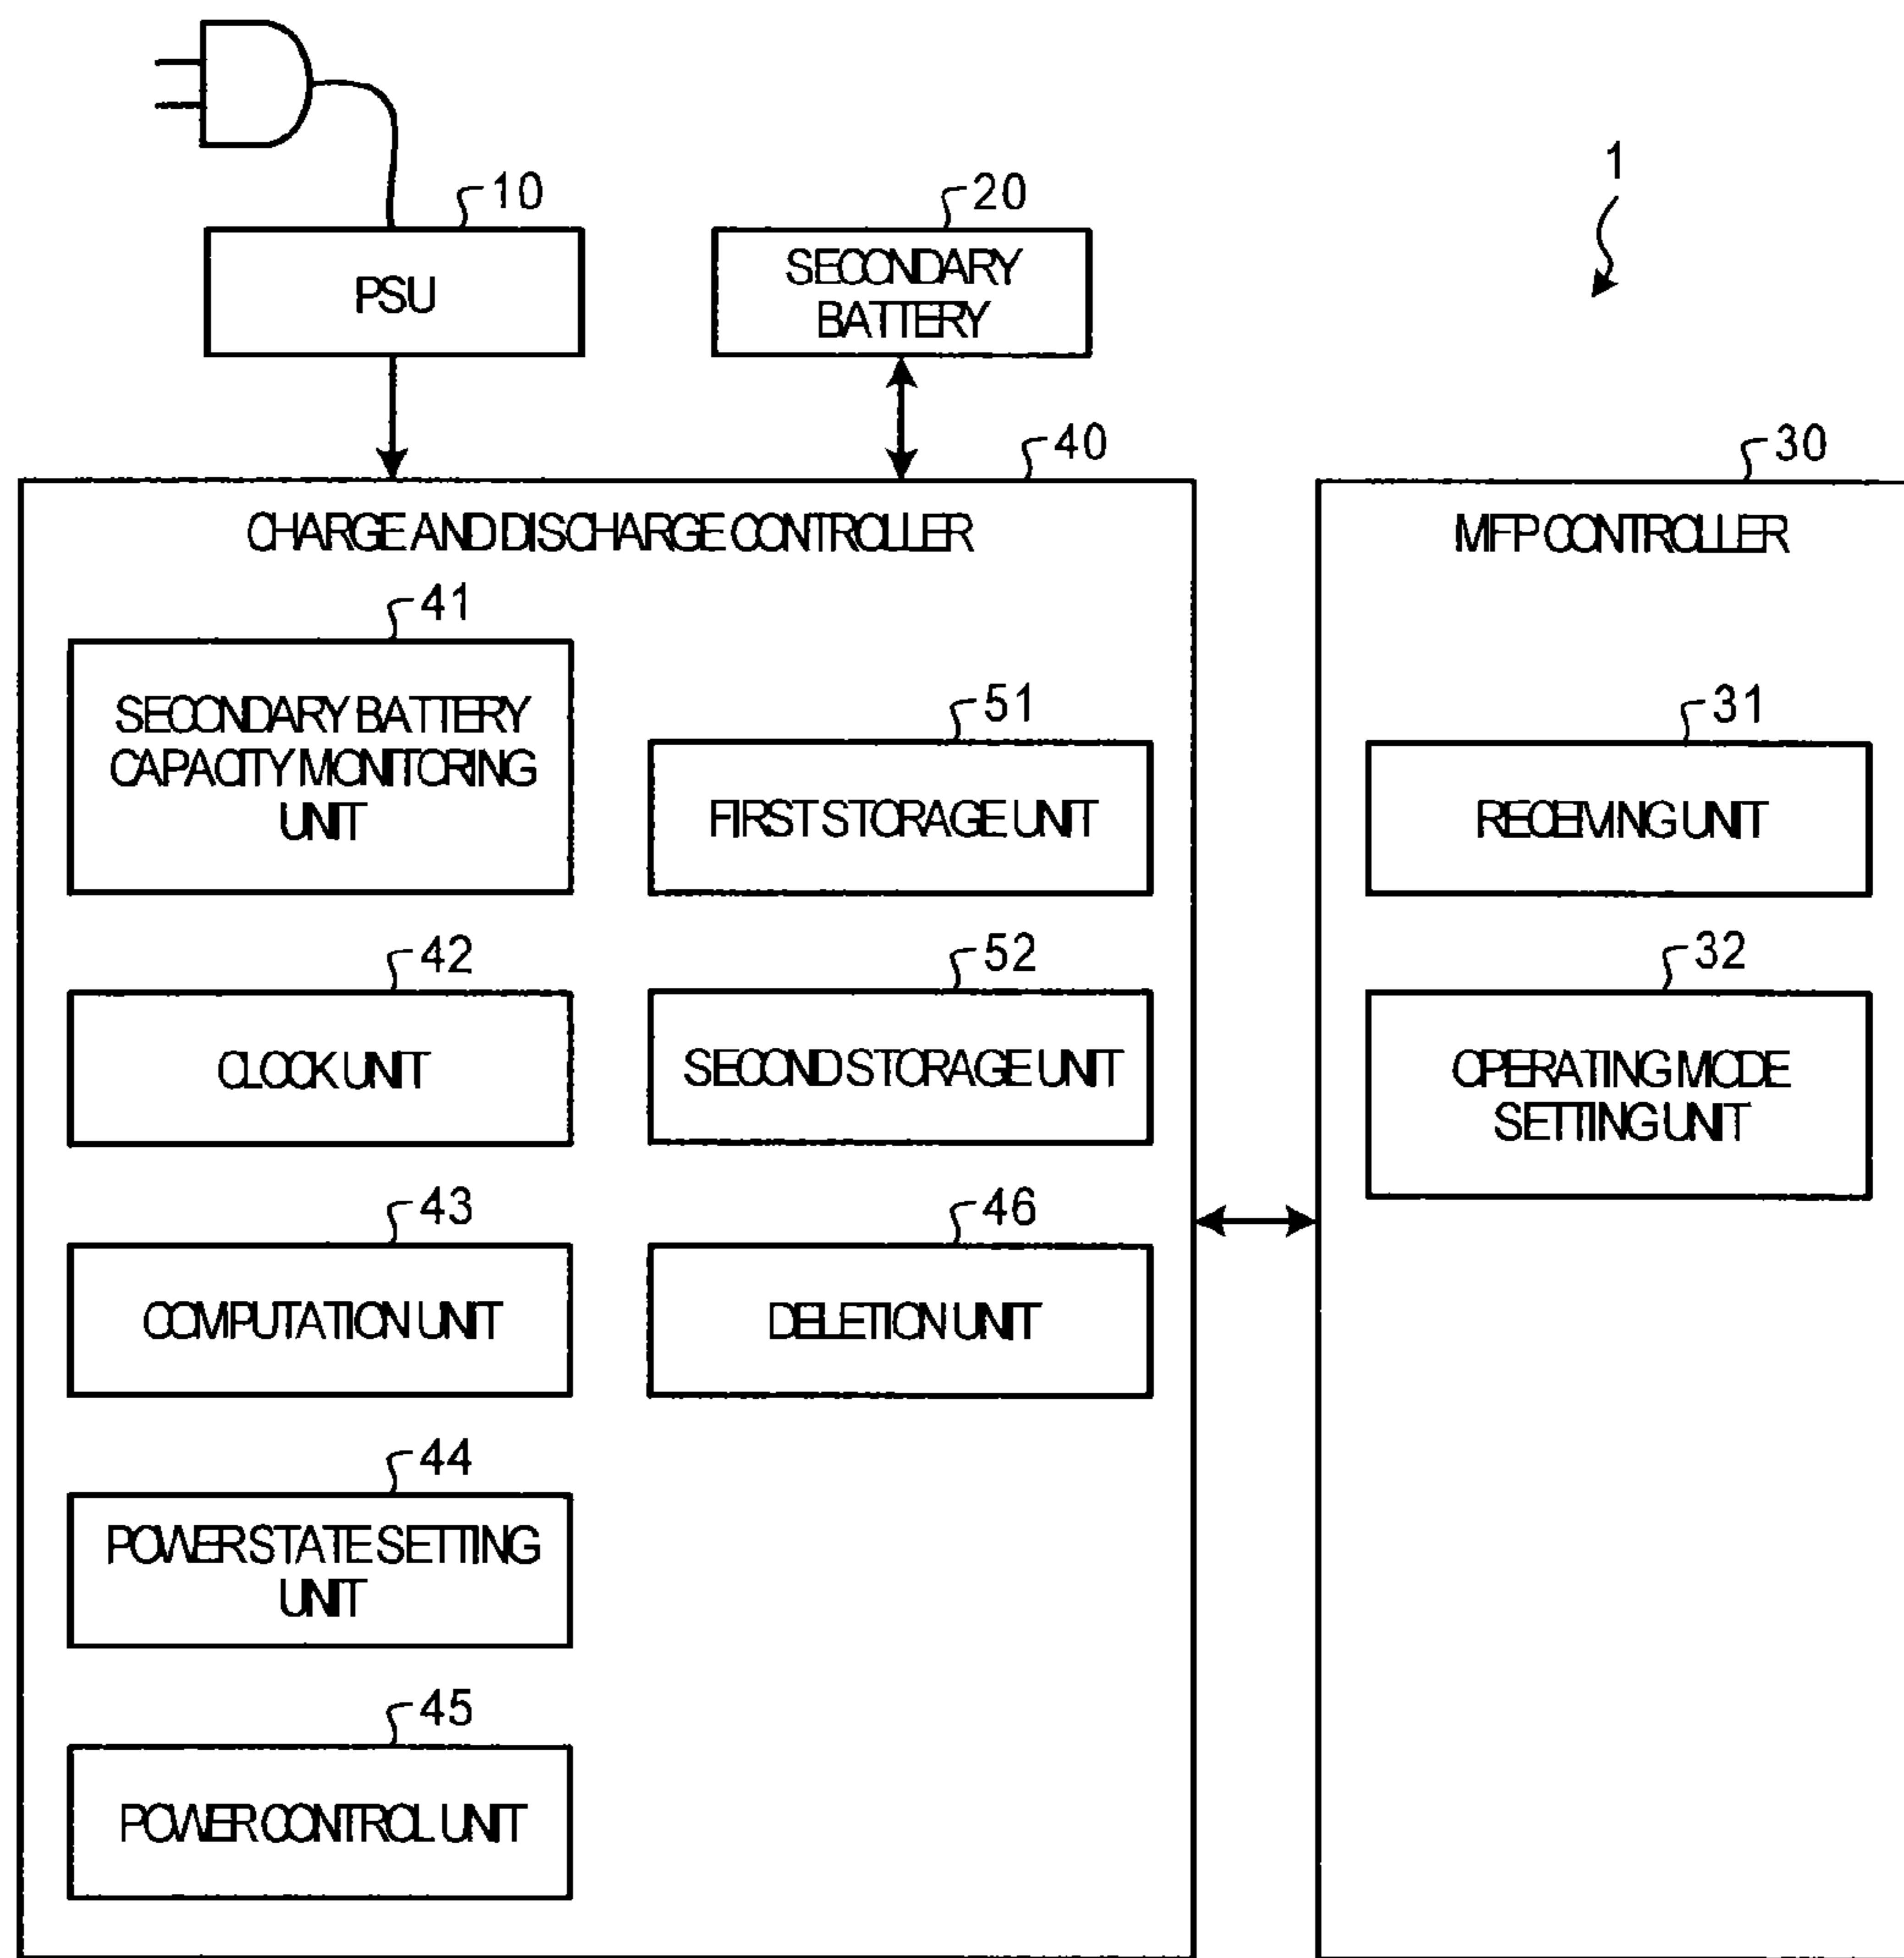 1
10
PSU
20
SECONDARY
BATTERY
40
CHARGE AND DISCHARGE CONTROLLER
41
SECONDARY BATTERY
CAPACITY MONITORING
UNIT
51
FIRST STORAGE UNIT
42
CLOCK UNIT
52
SECOND STORAGE UNIT
43
COMPUTATION UNIT
46
DELETION UNIT
44
POWER STATE SETTING
UNIT
45
POWER CONTROL UNIT
30
MFP CONTROLLER
31
RECEIVING UNIT
32
OPERATING MODE
SETTING UNIT